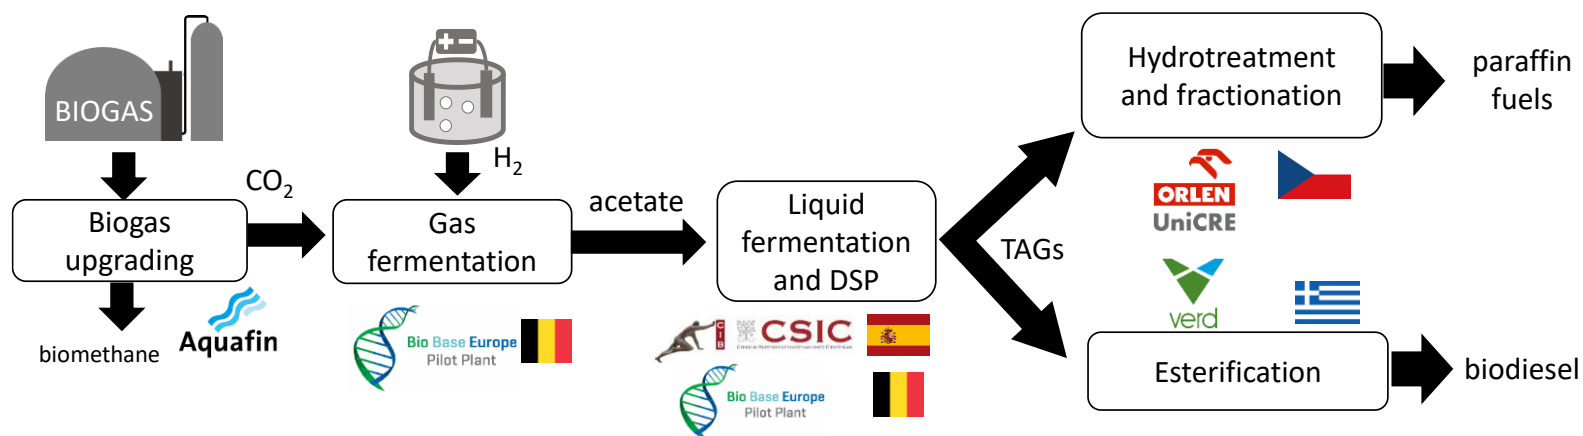 BIOGAS
+ −
H2
CO2
Biogas
upgrading
biomethane
Aquafin
Gas
fermentation
Bio Base Europe
Pilot Plant
acetate
Liquid
fermentation
and DSP
CIB
CSIC
Bio Base Europe
Pilot Plant
TAGs
Hydrotreatment
and fractionation
paraffin
fuels
ORLEN
UniCRE
verd
Esterification
biodiesel